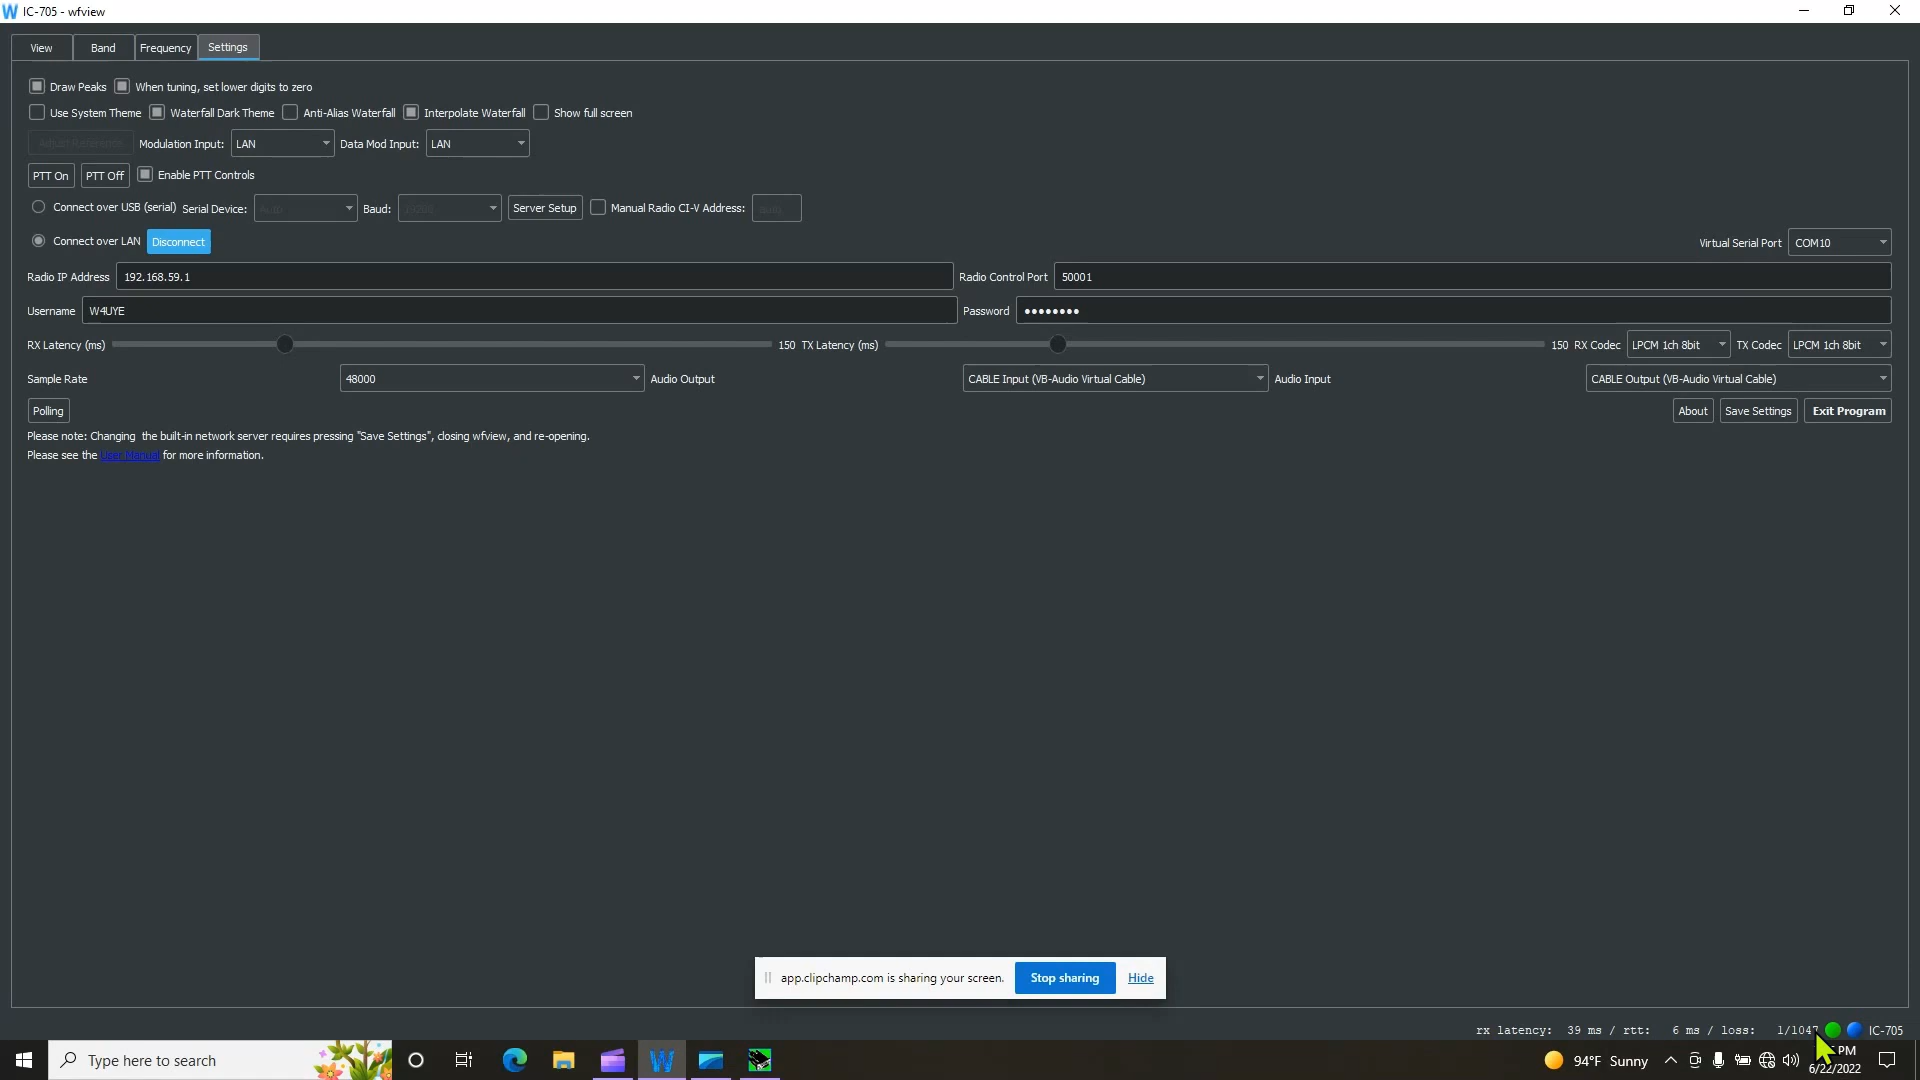 IC-705 - wfview
View Band Frequency Settings
Draw Peaks When tuning, set lower digits to zero
Use System Theme Waterfall Dark Theme Anti-Alias Waterfall Interpolate Waterfall Show full screen
Adjust Reference Modulation Input: LAN Data Mod Input: LAN
PTT On PTT Off Enable PTT Controls
Connect over USB (serial) Serial Device: Auto Baud: Server Setup Manual Radio CI-V Address: auto
Connect over LAN Disconnect Virtual Serial Port COM10
Radio IP Address 192.168.59.1 Radio Control Port 50001
Username W4UYE Password ●●●●●●●●
RX Latency (ms) 150 TX Latency (ms) 150 RX Codec LPCM 1ch 8bit TX Codec LPCM 1ch 8bit
Sample Rate 48000 Audio Output CABLE Input (VB-Audio Virtual Cable) Audio Input CABLE Output (VB-Audio Virtual Cable)
Polling About Save Settings Exit Program
Please note: Changing the built-in network server requires pressing "Save Settings", closing wfview, and re-opening.
Please see the User Manual for more information.
app.clipchamp.com is sharing your screen. Stop sharing Hide
rx latency: 39 ms / rtt: 6 ms / loss: 1/1047 IC-705
Type here to search 94°F Sunny PM
6/22/2022